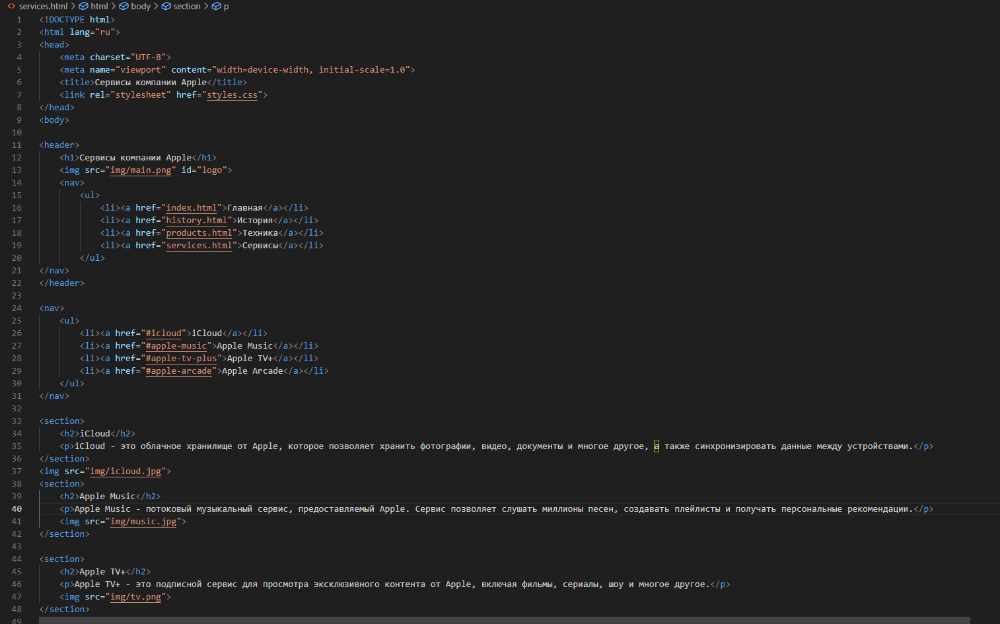 services.html > html > body > section > p
1 <!DOCTYPE html>
2 <html lang="ru">
3 <head>
4     <meta charset="UTF-8">
5     <meta name="viewport" content="width=device-width, initial-scale=1.0">
6     <title>Сервисы компании Apple</title>
7     <link rel="stylesheet" href="styles.css">
8 </head>
9 <body>
10
11 <header>
12     <h1>Сервисы компании Apple</h1>
13     <img src="img/main.png" id="logo">
14     <nav>
15         <ul>
16             <li><a href="index.html">Главная</a></li>
17             <li><a href="history.html">История</a></li>
18             <li><a href="products.html">Техника</a></li>
19             <li><a href="services.html">Сервисы</a></li>
20         </ul>
21 </nav>
22 </header>
23
24 <nav>
25     <ul>
26         <li><a href="#icloud">iCloud</a></li>
27         <li><a href="#apple-music">Apple Music</a></li>
28         <li><a href="#apple-tv-plus">Apple TV+</a></li>
29         <li><a href="#apple-arcade">Apple Arcade</a></li>
30     </ul>
31 </nav>
32
33 <section>
34     <h2>iCloud</h2>
35     <p>iCloud - это облачное хранилище от Apple, которое позволяет хранить фотографии, видео, документы и многое другое, а также синхронизировать данные между устройствами.</p>
36 </section>
37 <img src="img/icloud.jpg">
38 <section>
39     <h2>Apple Music</h2>
40     <p>Apple Music - потоковый музыкальный сервис, предоставляемый Apple. Сервис позволяет слушать миллионы песен, создавать плейлисты и получать персональные рекомендации.</p>
41     <img src="img/music.jpg">
42 </section>
43
44 <section>
45     <h2>Apple TV+</h2>
46     <p>Apple TV+ - это подписной сервис для просмотра эксклюзивного контента от Apple, включая фильмы, сериалы, шоу и многое другое.</p>
47     <img src="img/tv.png">
48 </section>
49